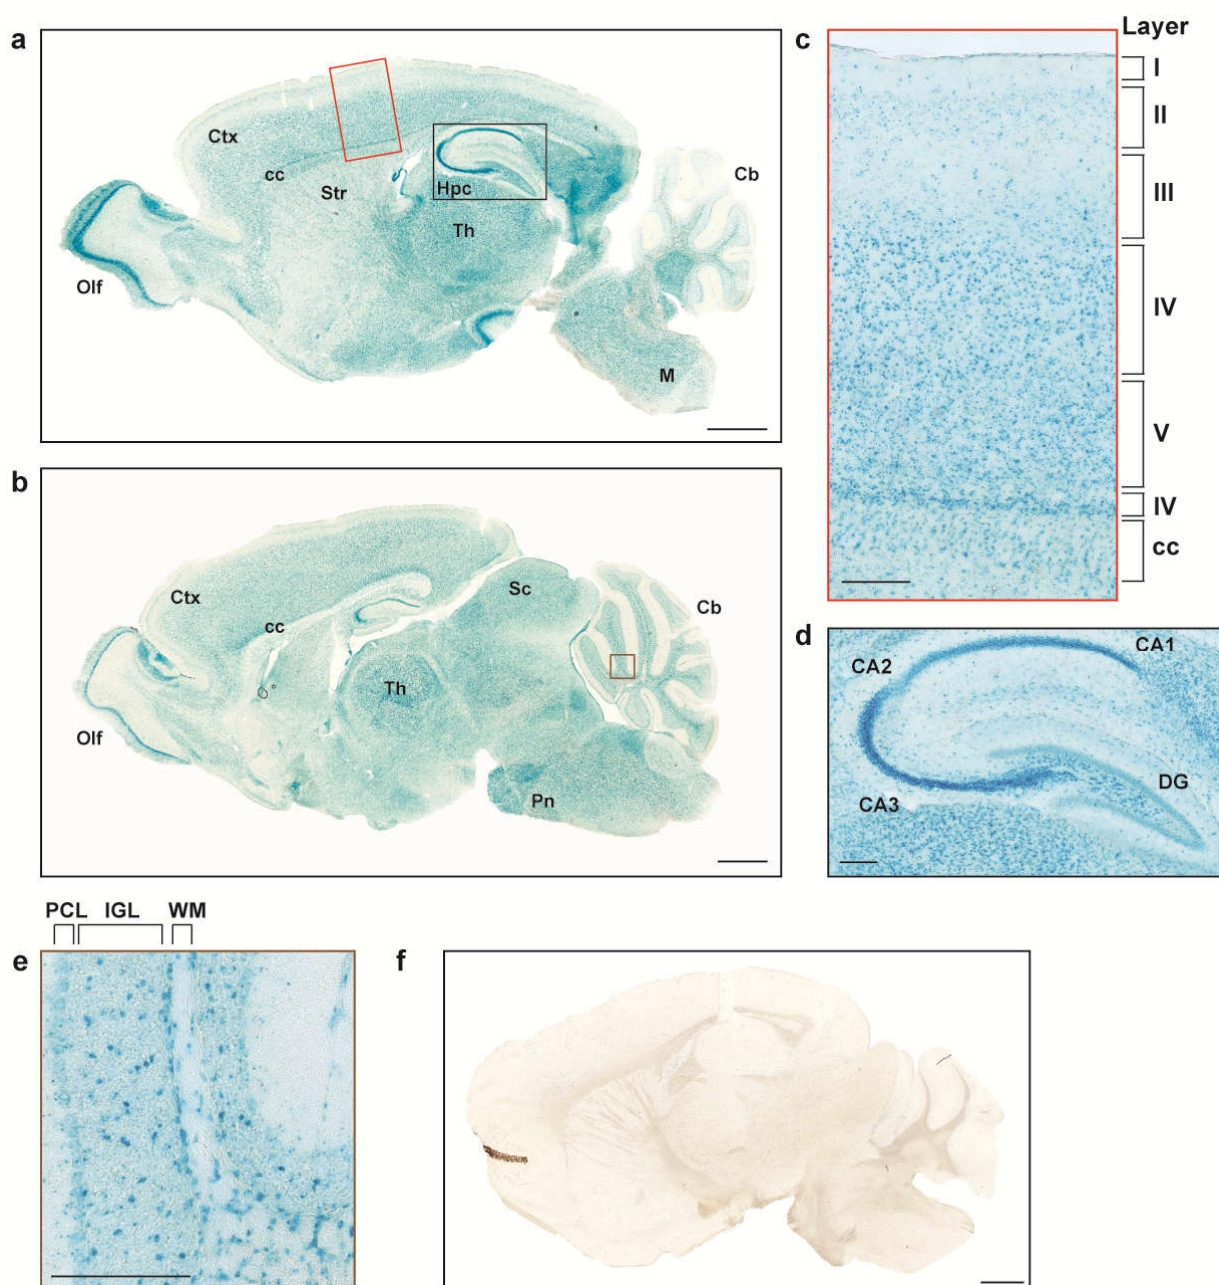 a
Ctx
cc
Str
Hpc
Th
Cb
Olf
M
b
Ctx
cc
Sc
Cb
Th
Olf
Pn
c
Layer
I
II
III
IV
V
IV
cc
d
CA1
CA2
CA3
DG
PCL IGL WM
e
f